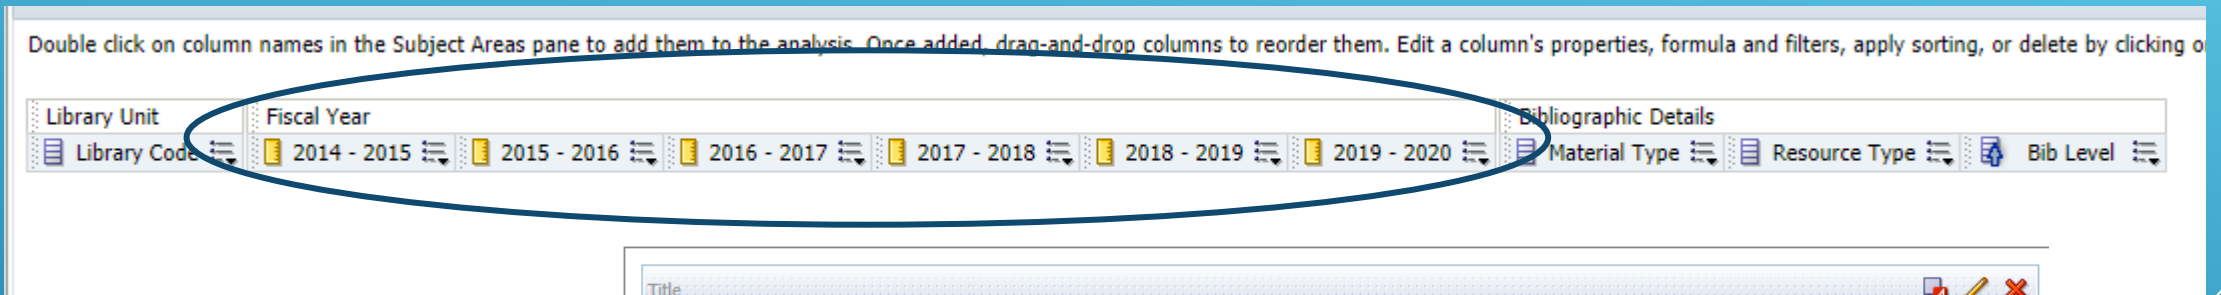 Double click on column names in the Subject Areas pane to add them to the analysis. Once added, drag-and-drop columns to reorder them. Edit a column's properties, formula and filters, apply sorting, or delete by clicking
Library Unit Fiscal Year Bibliographic Details
Library Code 2014 - 2015 2015 - 2016 2016 - 2017 2017 - 2018 2018 - 2019 2019 - 2020 Material Type Resource Type Bib Level
Title